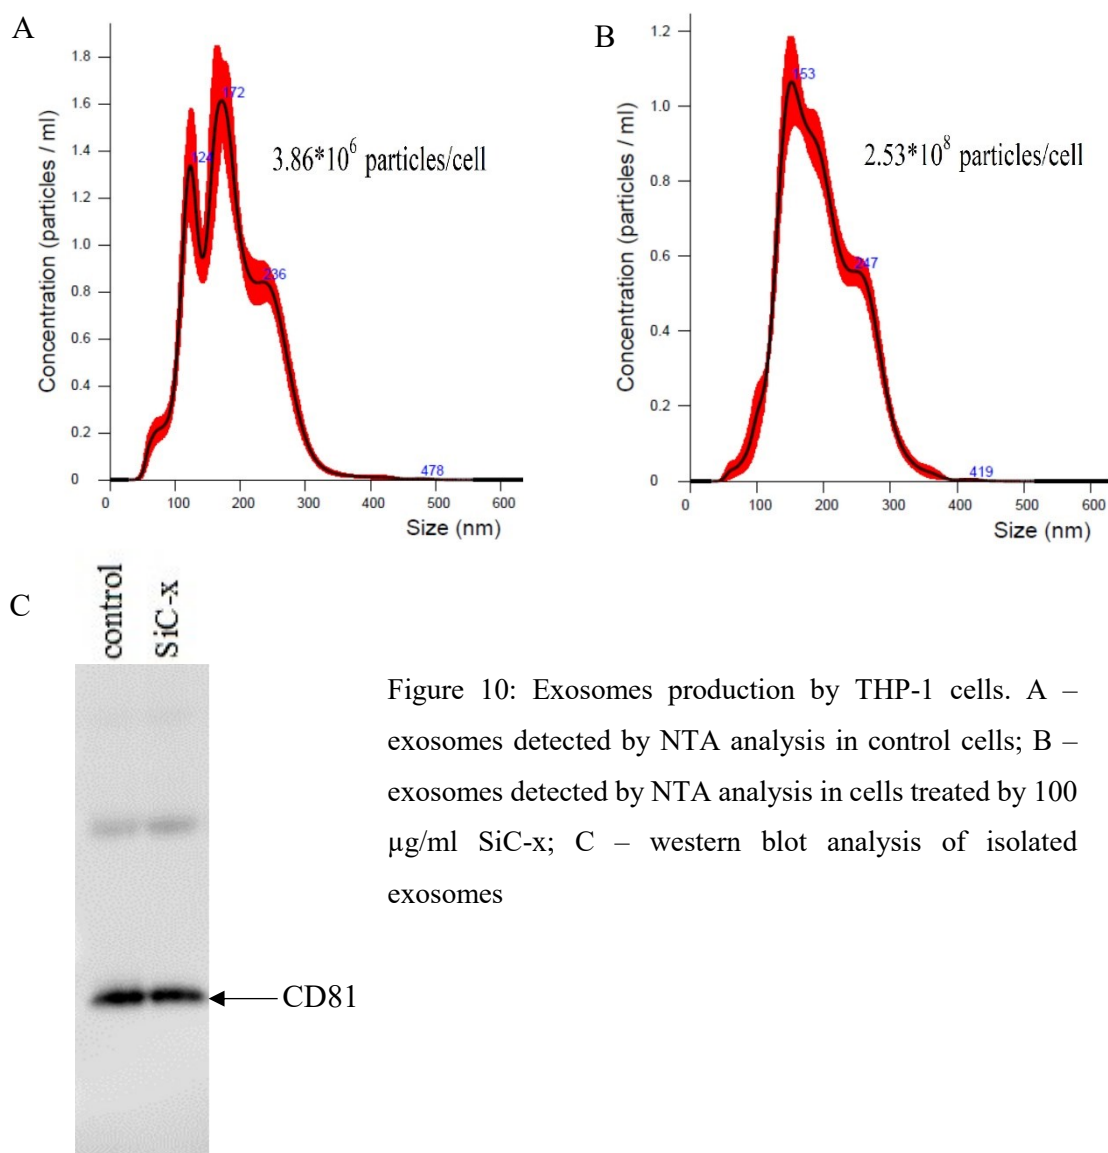 A
Concentration (particles / ml)
1.8
1.6
1.4
1.2
1.0
0.8
0.6
0.4
0.2
0
124
172
236
478
3.86*10⁶ particles/cell
0 100 200 300 400 500 600
Size (nm)
B
Concentration (particles / ml)
1.2
1.0
0.8
0.6
0.4
0.2
0
153
247
419
2.53*10⁸ particles/cell
0 100 200 300 400 500 600
Size (nm)
C
control
SiC-x
CD81
Figure 10: Exosomes production by THP-1 cells. A –
exosomes detected by NTA analysis in control cells; B –
exosomes detected by NTA analysis in cells treated by 100
µg/ml SiC-x; C – western blot analysis of isolated
exosomes